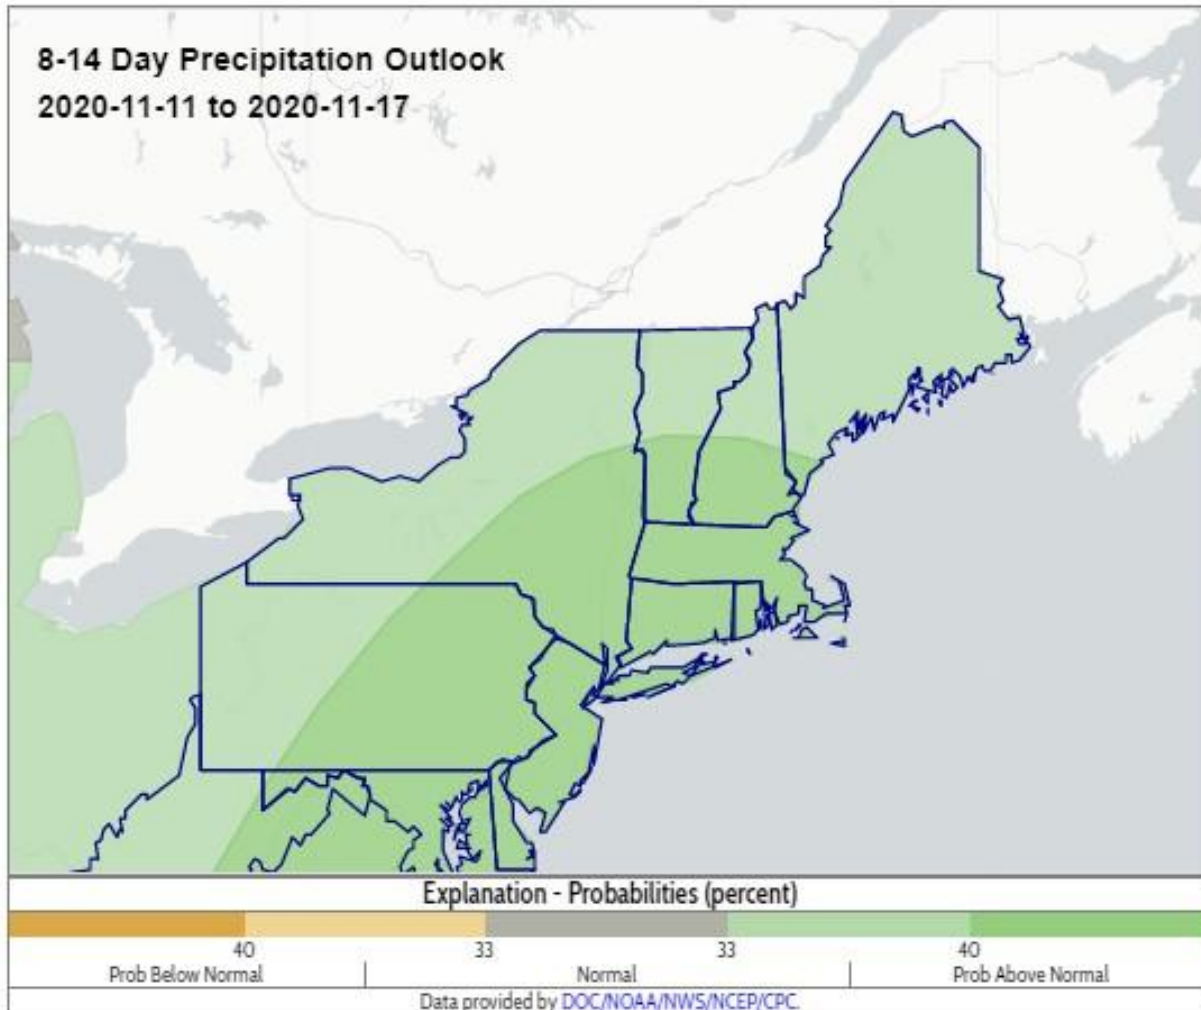 8-14 Day Precipitation Outlook
2020-11-11 to 2020-11-17
Explanation - Probabilities (percent)
40 33 33 40
Prob Below Normal Normal Prob Above Normal
Data provided by DOC/NOAA/NWS/NCEP/CPC.